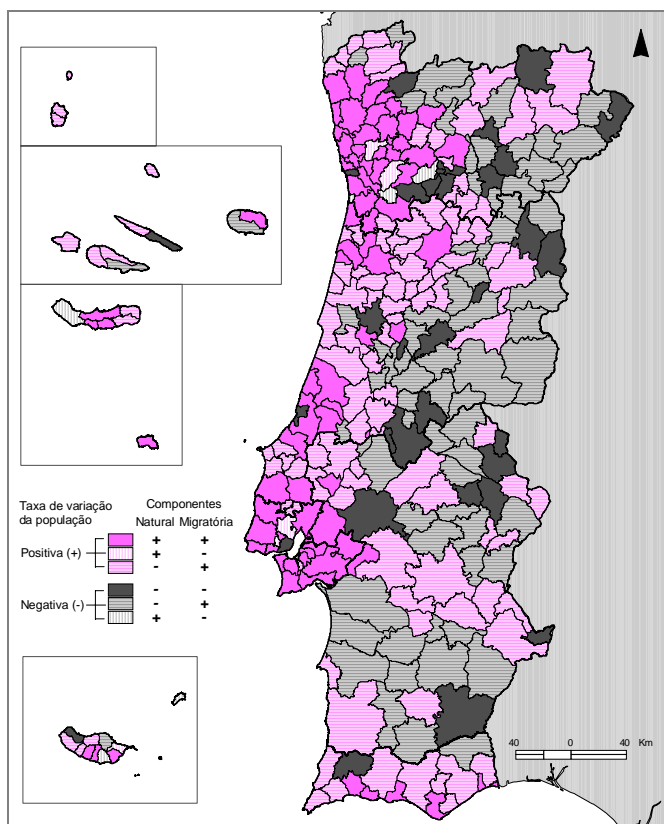 Taxa de variação
da população
Componentes
Natural Migratória
Positiva (+)
+ +
+ -
- +
Negativa (-)
- -
- +
+ -
40 0 40 Km